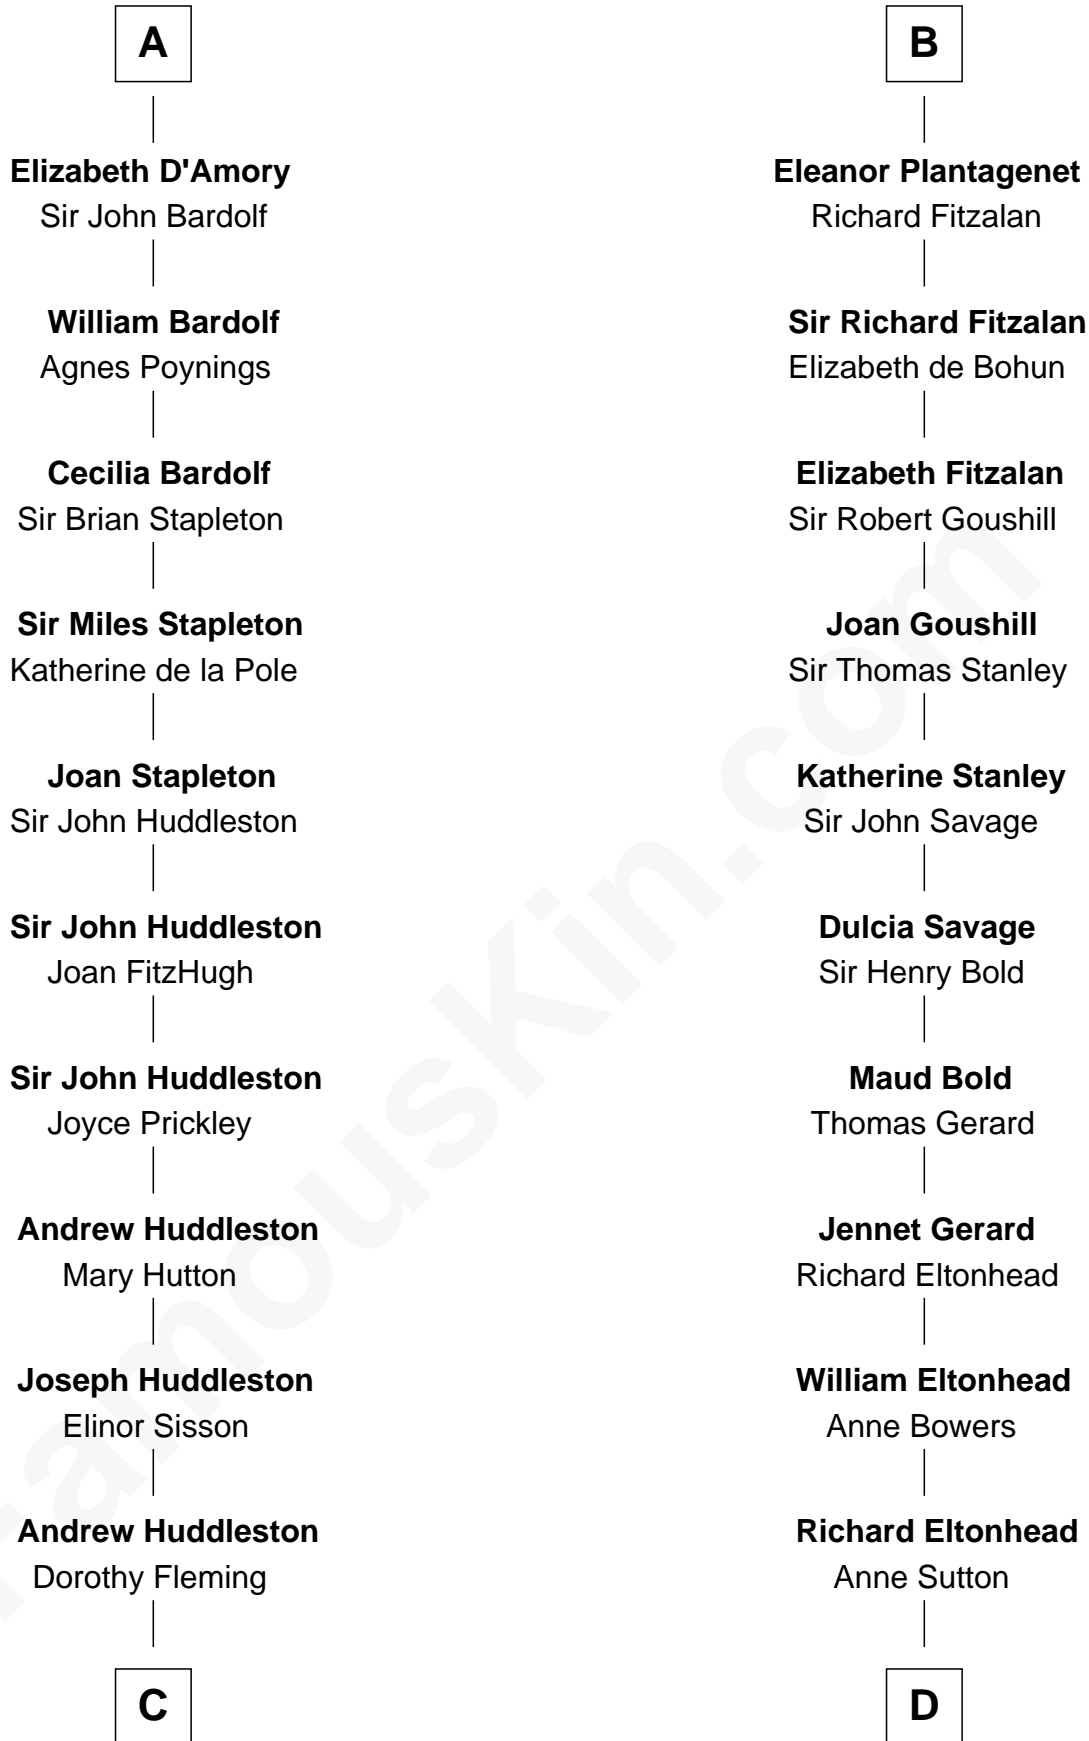 A
Elizabeth D'Amory
Sir John Bardolf
William Bardolf
Agnes Poynings
Cecilia Bardolf
Sir Brian Stapleton
Sir Miles Stapleton
Katherine de la Pole
Joan Stapleton
Sir John Huddleston
Sir John Huddleston
Joan FitzHugh
Sir John Huddleston
Joyce Prickley
Andrew Huddleston
Mary Hutton
Joseph Huddleston
Elinor Sisson
Andrew Huddleston
Dorothy Fleming
C
B
Eleanor Plantagenet
Richard Fitzalan
Sir Richard Fitzalan
Elizabeth de Bohun
Elizabeth Fitzalan
Sir Robert Goushill
Joan Goushill
Sir Thomas Stanley
Katherine Stanley
Sir John Savage
Dulcia Savage
Sir Henry Bold
Maud Bold
Thomas Gerard
Jennet Gerard
Richard Eltonhead
William Eltonhead
Anne Bowers
Richard Eltonhead
Anne Sutton
D
FamousKin.com